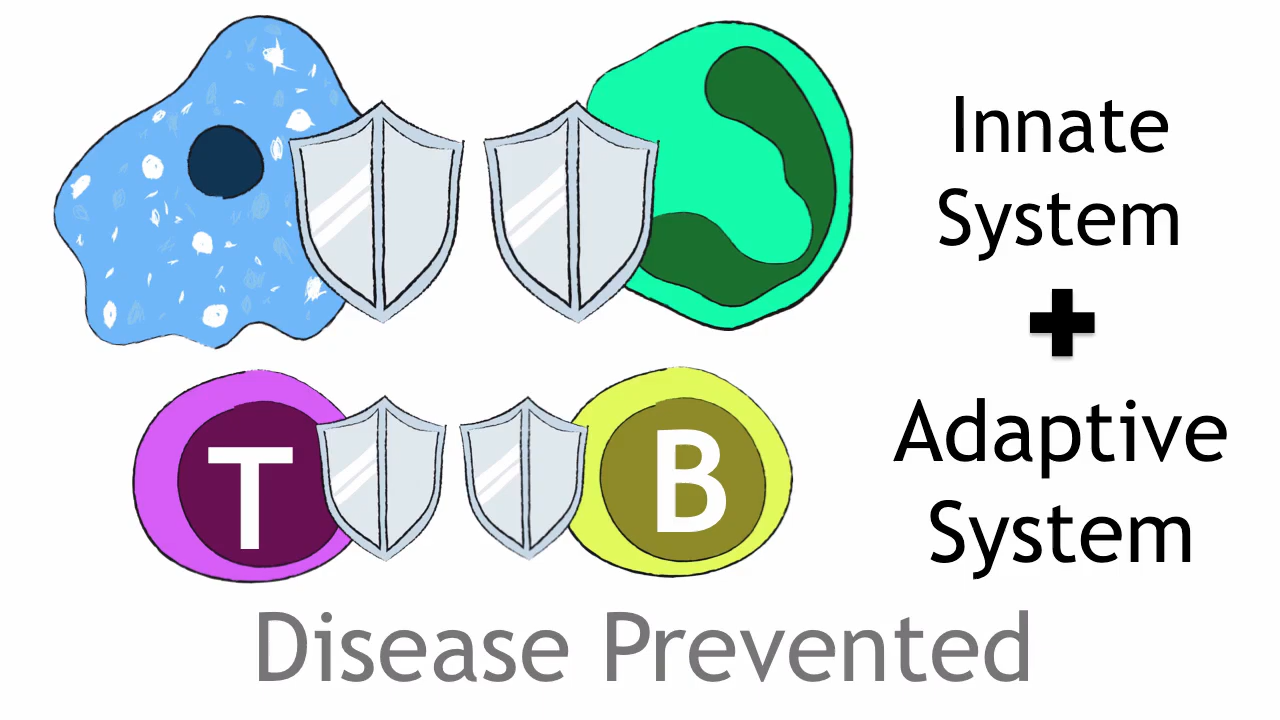 Innate
System
+
Adaptive
System
T
B
Disease Prevented